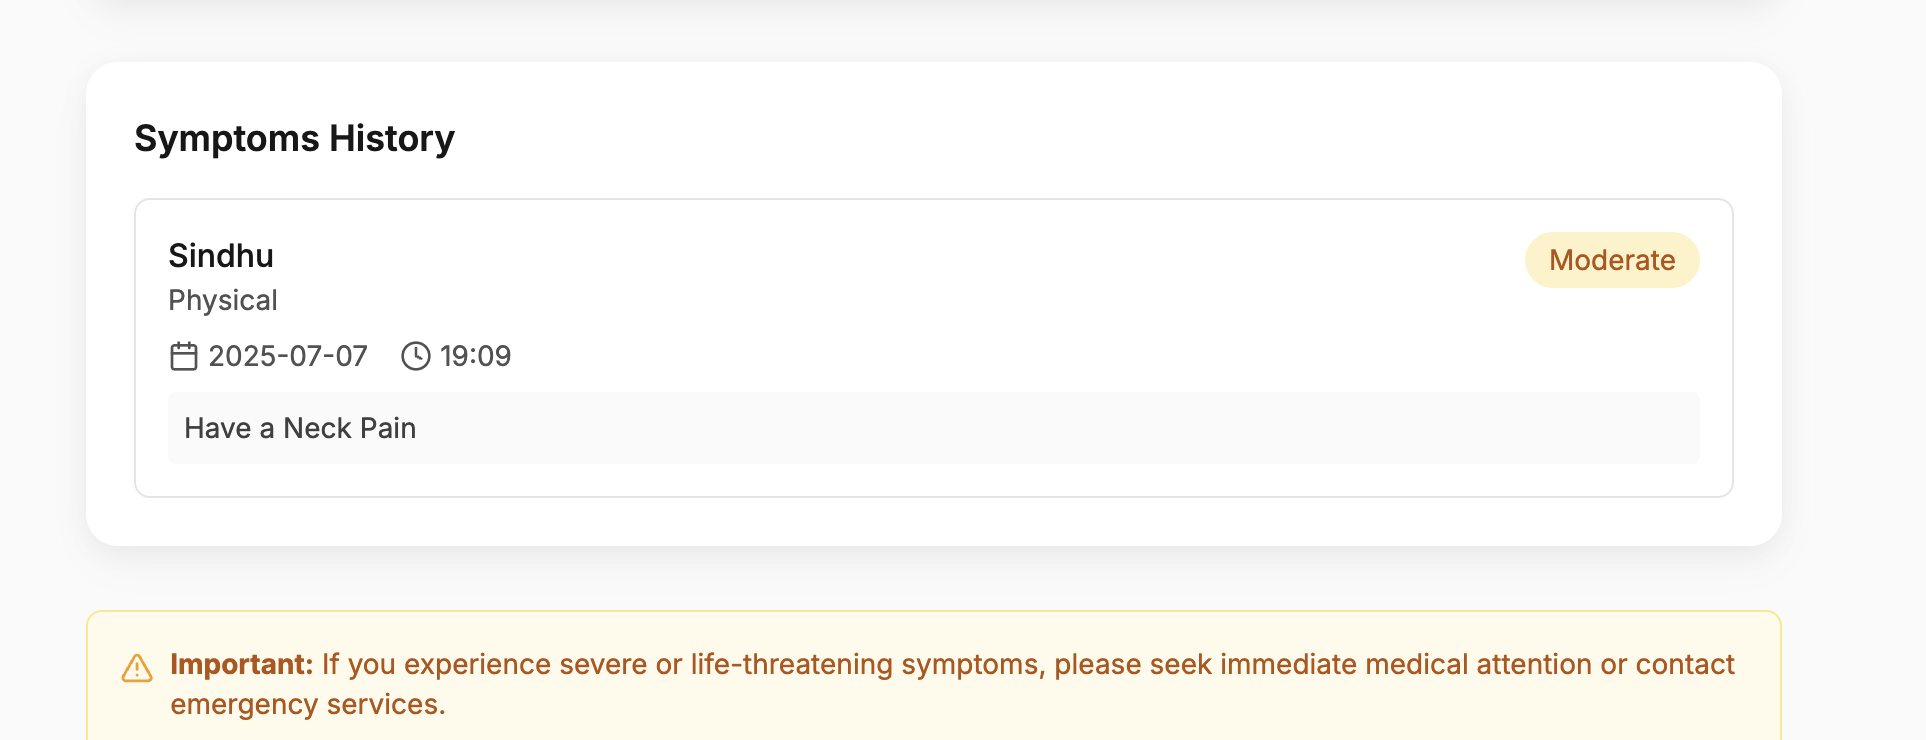 Symptoms History
Sindhu
Moderate
Physical
2025-07-07 19:09
Have a Neck Pain
Important: If you experience severe or life-threatening symptoms, please seek immediate medical attention or contact
emergency services.